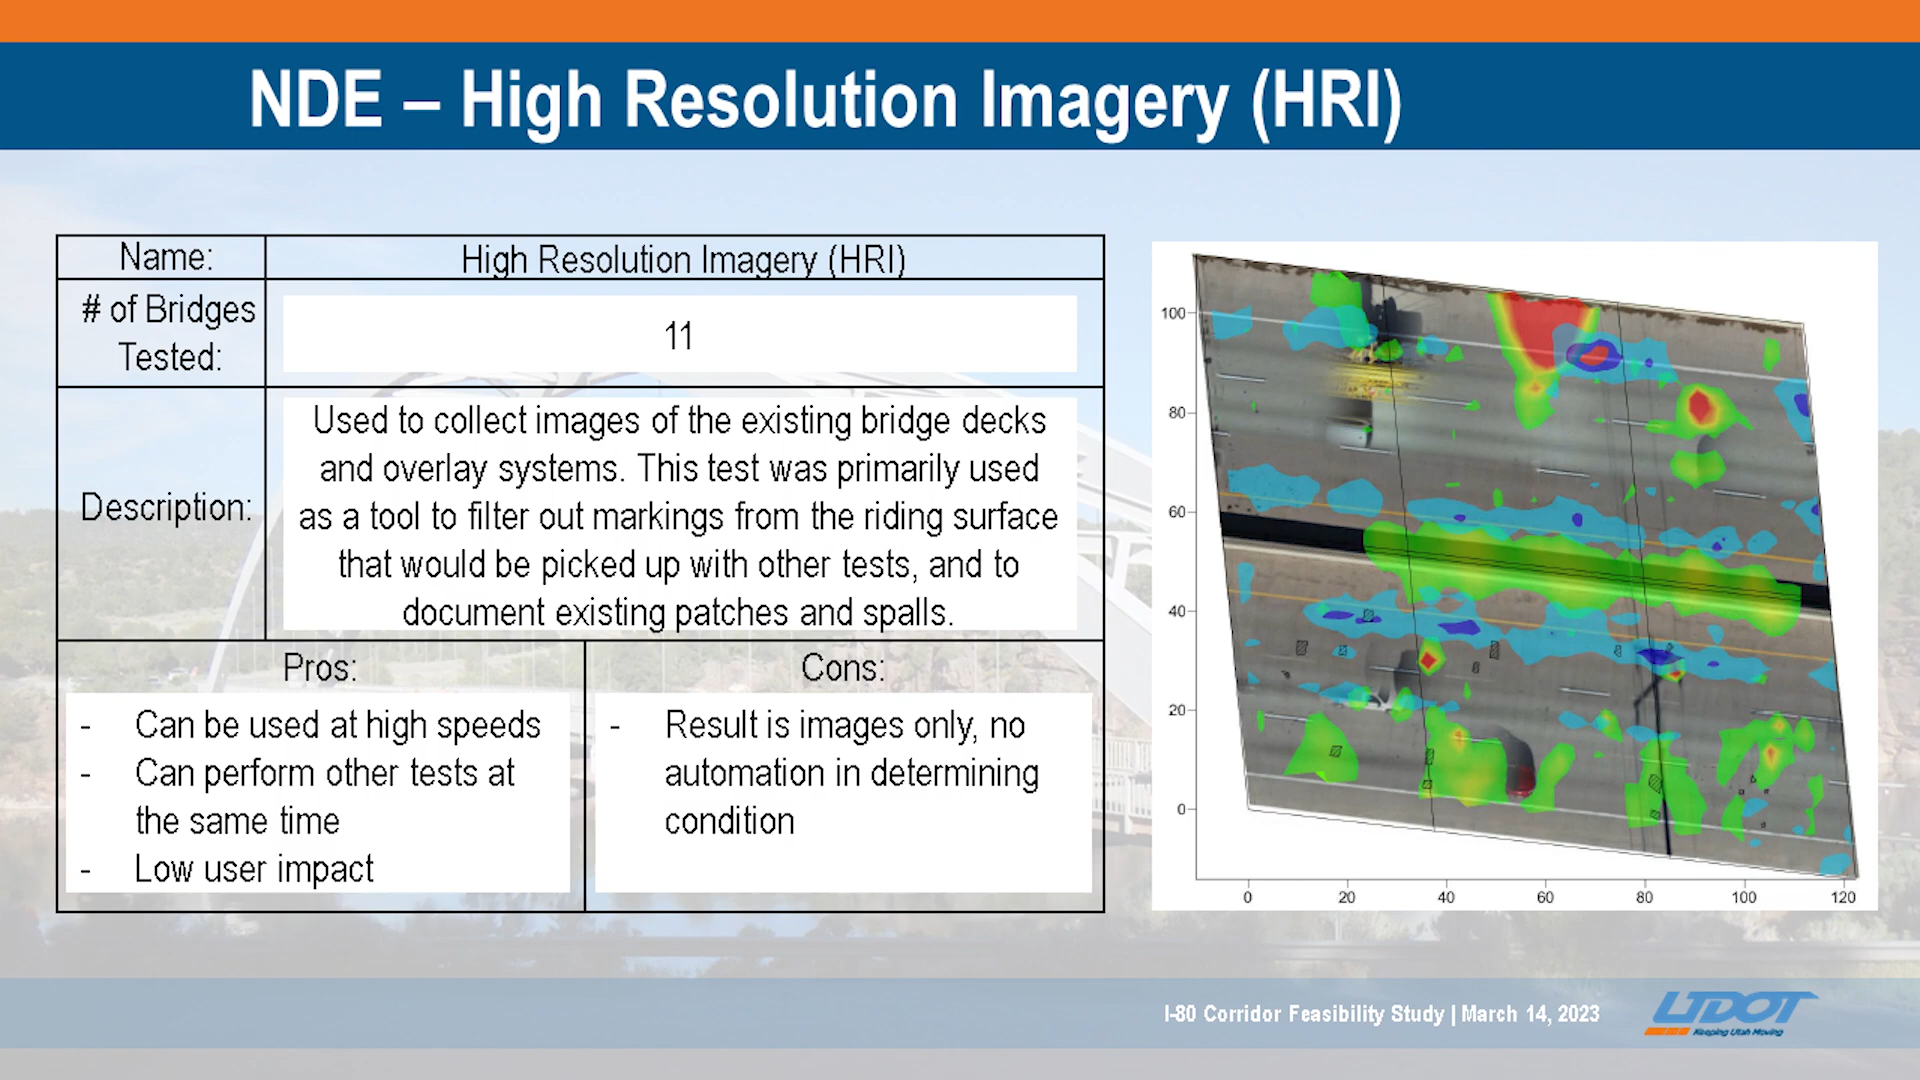 NDE – High Resolution Imagery (HRI)
Name:
High Resolution Imagery (HRI)
# of Bridges
Tested:
11
Description:
Used to collect images of the existing bridge decks
and overlay systems. This test was primarily used
as a tool to filter out markings from the riding surface
that would be picked up with other tests, and to
document existing patches and spalls.
Pros:
- Can be used at high speeds
- Can perform other tests at
the same time
- Low user impact
Cons:
- Result is images only, no
automation in determining
condition
100
80
60
40
20
0
0 20 40 60 80 100 120
I-80 Corridor Feasibility Study | March 14, 2023
UDOT
Keeping Utah Moving